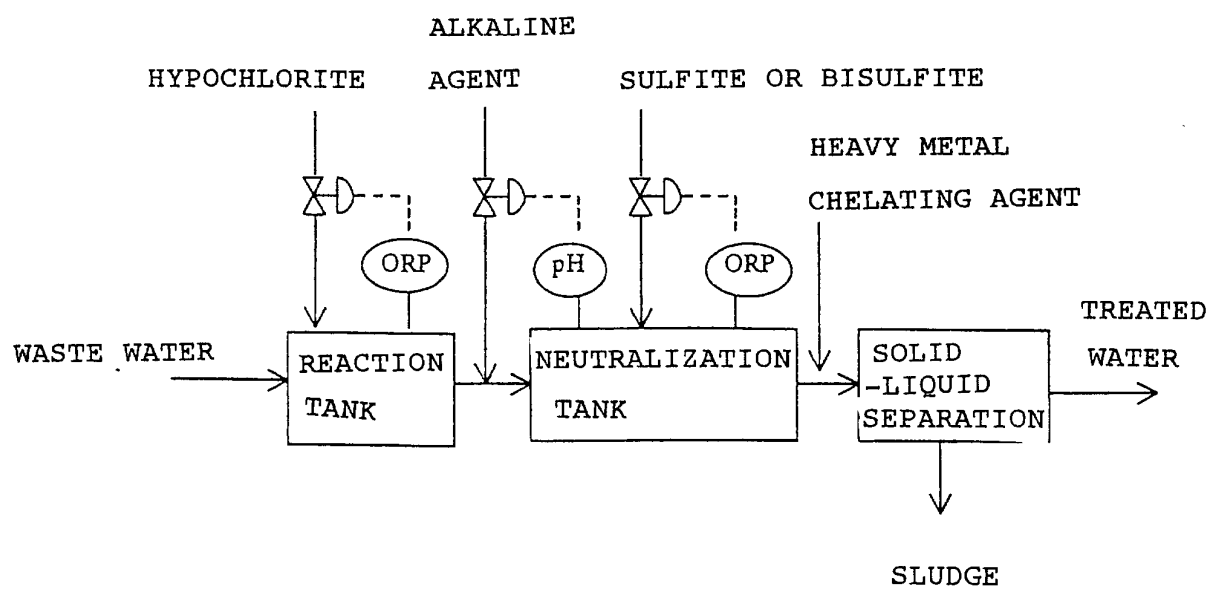 ALKALINE
HYPOCHLORITE AGENT SULFITE OR BISULFITE
HEAVY METAL
CHELATING AGENT
ORP pH ORP
TREATED
WASTE WATER REACTION NEUTRALIZATION SOLID WATER
-LIQUID
TANK TANK SEPARATION
SLUDGE